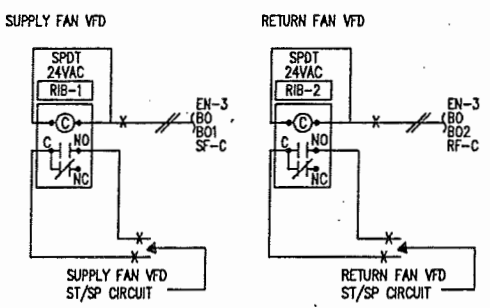 SUPPLY FAN VFD
SPDT
24VAC
RIB-1
C
EN-3
BO
BO1
SF-C
C
NO
NC
SUPPLY FAN VFD
ST/SP CIRCUIT
RETURN FAN VFD
SPDT
24VAC
RIB-2
C
EN-3
BO
BO2
RF-C
C
NO
NC
RETURN FAN VFD
ST/SP CIRCUIT